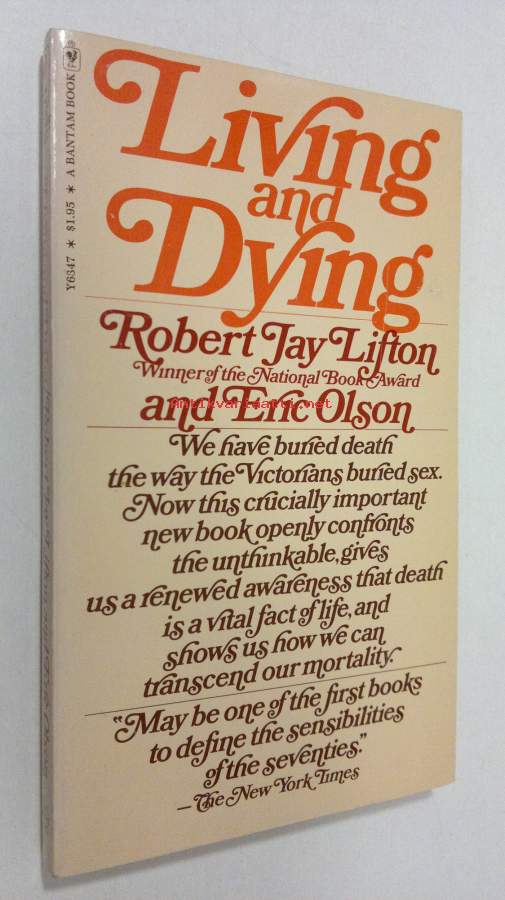 Living
and
Dying
Robert Jay Lifton
Winner of the National Book Award
and Eric Olson
antikvariaatti.net
We have buried death
the way the Victorians buried sex.
Now this crucially important
new book openly confronts
the unthinkable, gives
us a renewed awareness that death
is a vital fact of life, and
shows us how we can
transcend our mortality.
"May be one of the first books
to define the sensibilities
of the seventies."
—The New York Times
Y6347 * $1.95 * A BANTAM BOOK